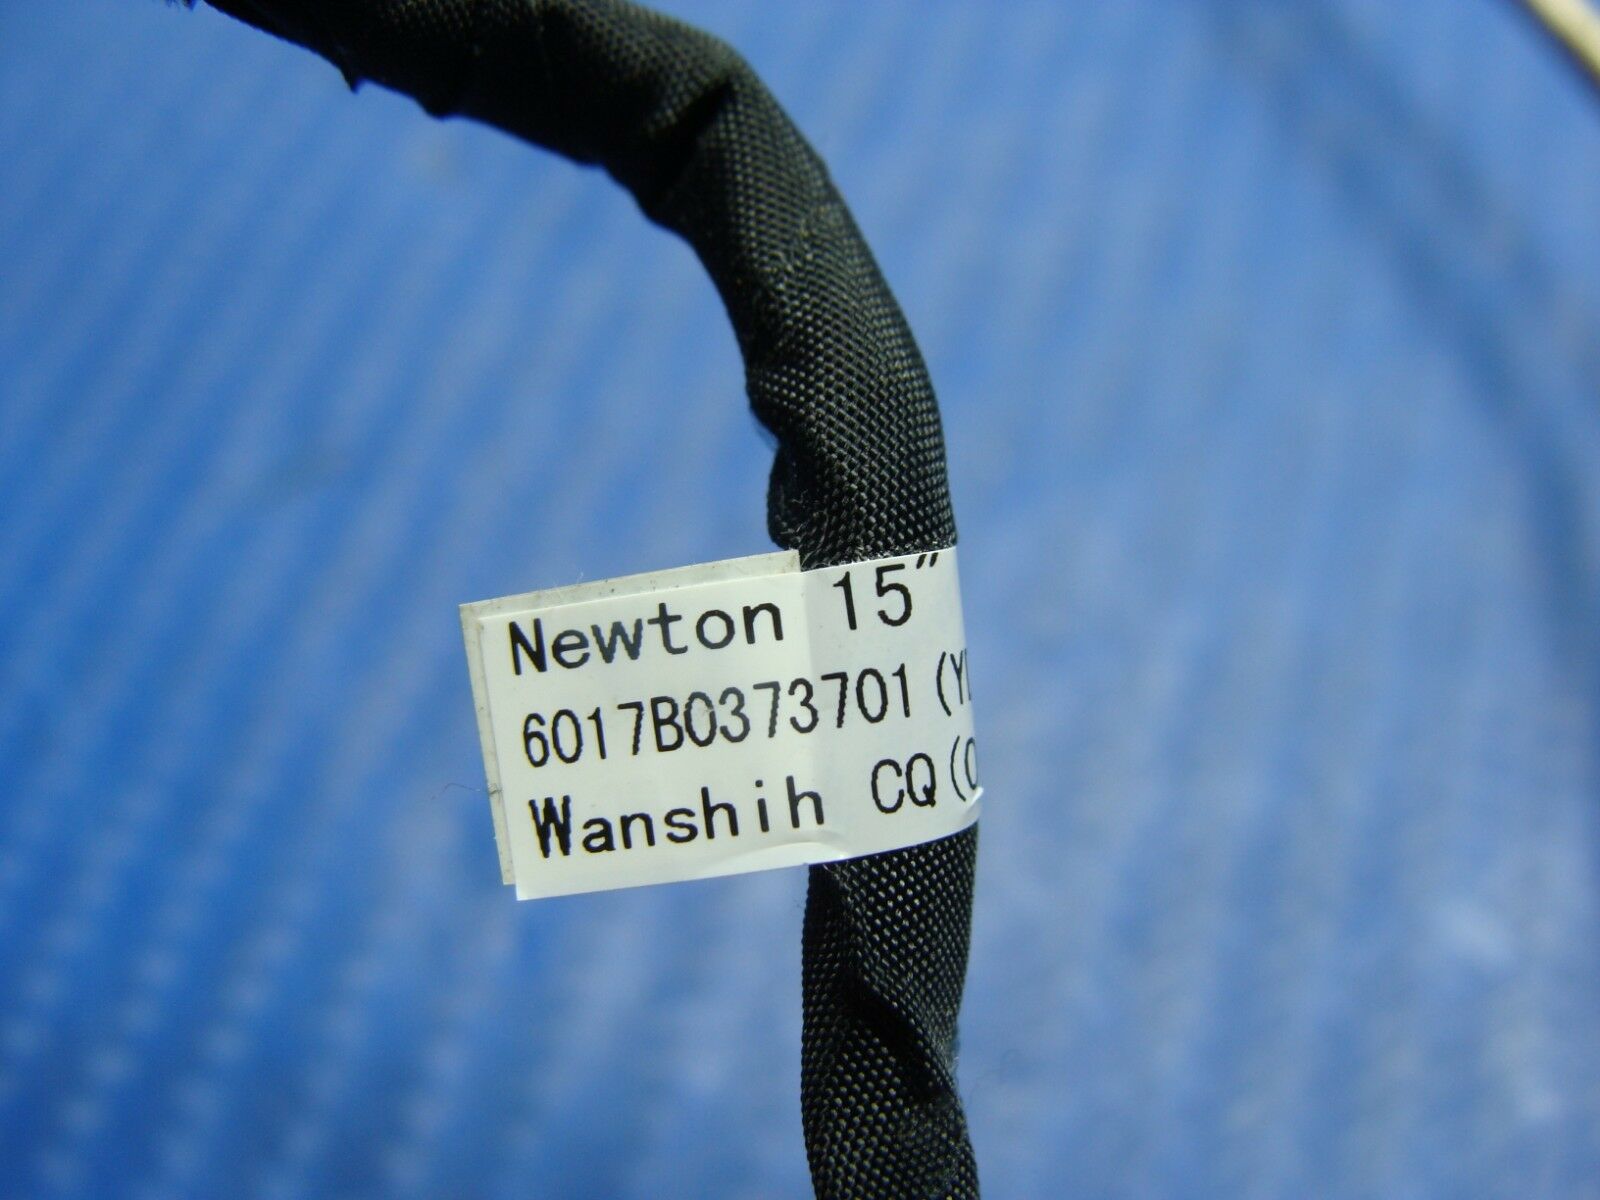 Newton 15"
6017B0373701 (Y
Wanshih CQ (